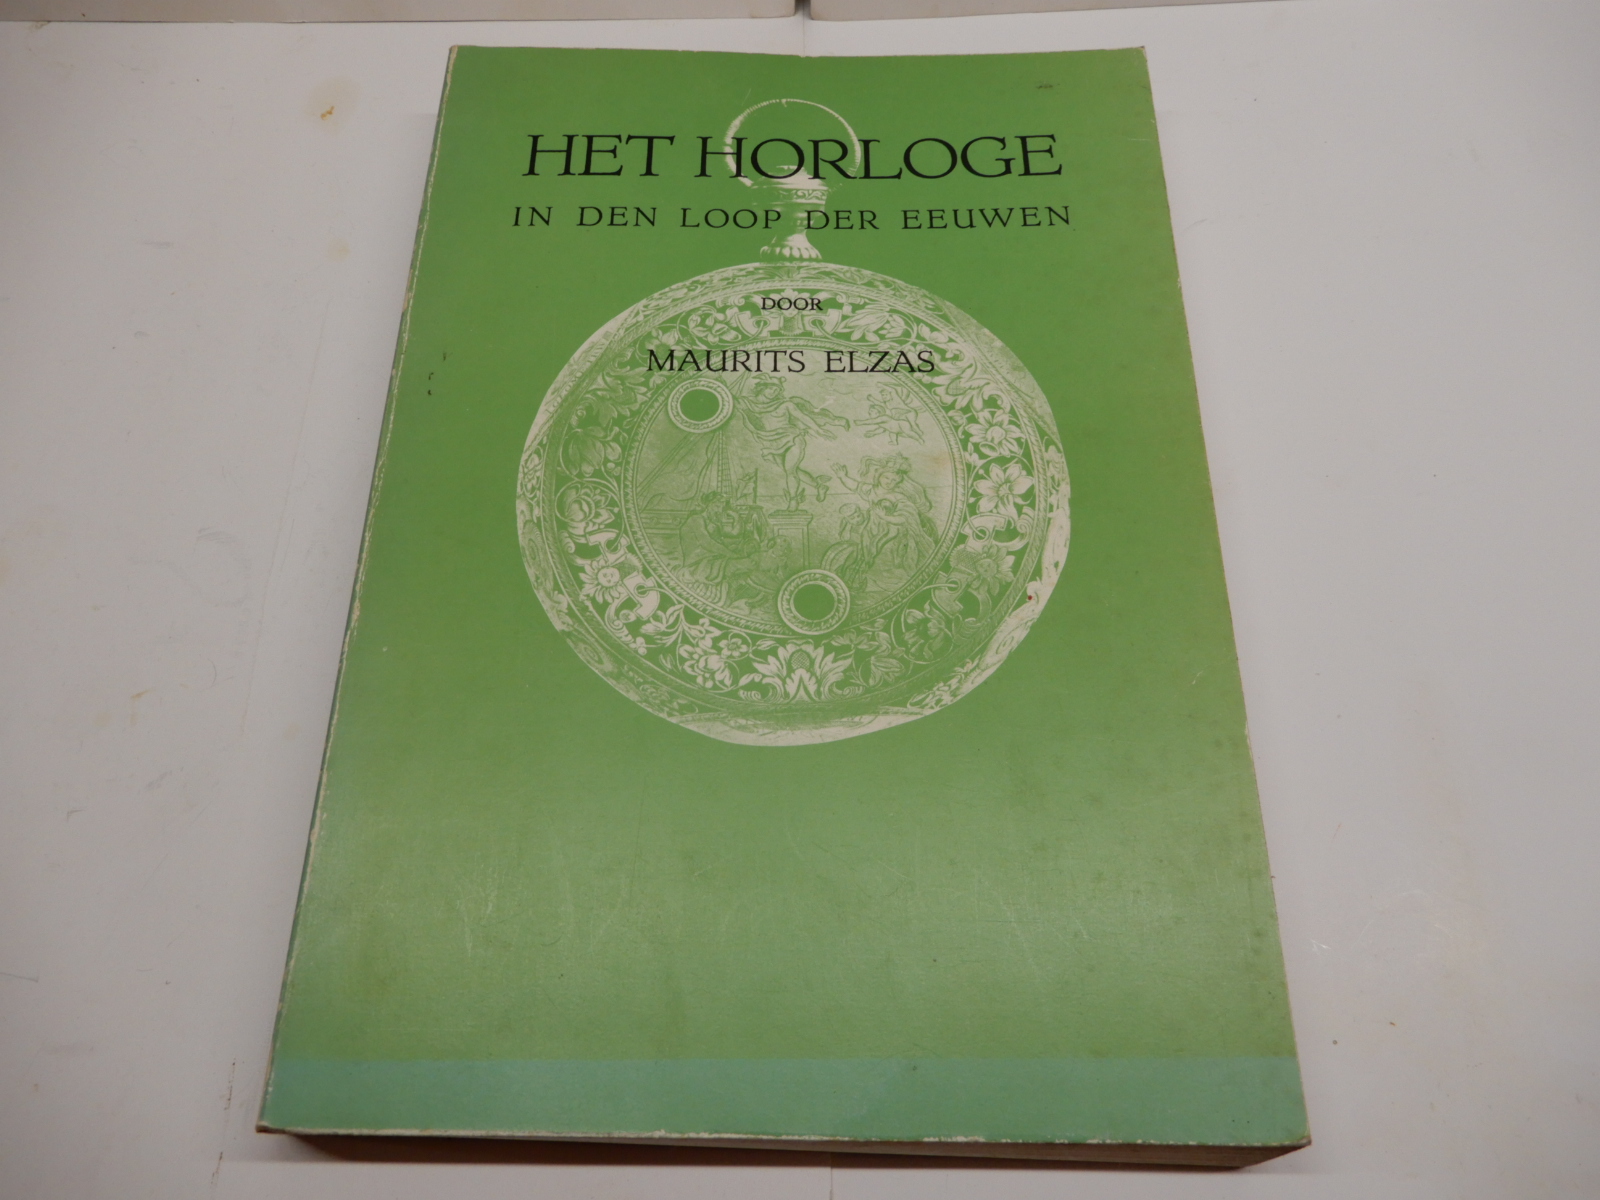 HET HORLOGE
IN DEN LOOP DER EEUWEN
DOOR
MAURITS ELZAS